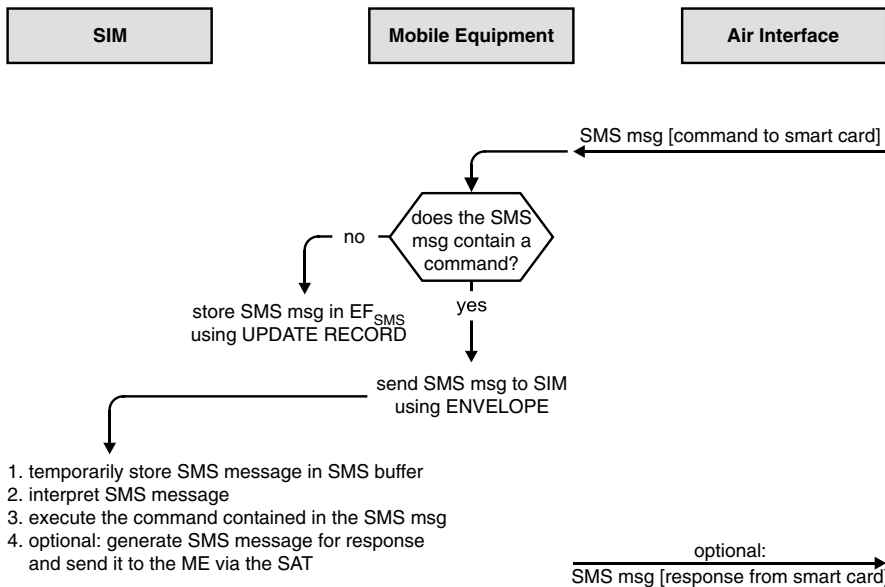 SIM
Mobile Equipment
Air Interface
SMS msg [command to smart card]
does the SMS
msg contain a
command?
no
yes
store SMS msg in EFSMS
using UPDATE RECORD
send SMS msg to SIM
using ENVELOPE
1. temporarily store SMS message in SMS buffer
2. interpret SMS message
3. execute the command contained in the SMS msg
4. optional: generate SMS message for response
and send it to the ME via the SAT
optional:
SMS msg [response from smart card]